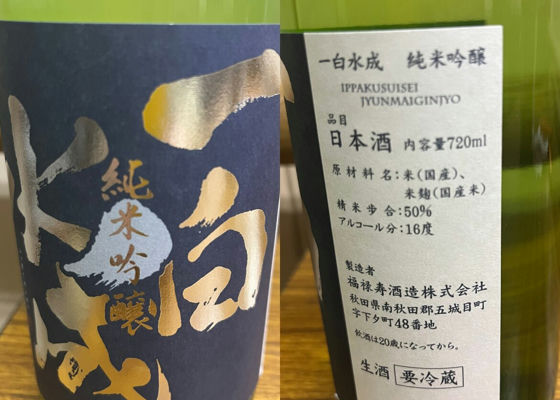 一白
水成
純米吟醸
一白水成 純米吟醸
IPPAKUSUISEI
JYUNMAIGINJYO
品目
日本酒 内容量720ml
原材料名:米(国産)、
米麹(国産米)
精米歩合:50%
アルコール分:16度
製造者
福禄寿酒造株式会社
秋田県南秋田郡五城目町
字下タ町48番地
飲酒は20歳になってから。
生酒 要冷蔵